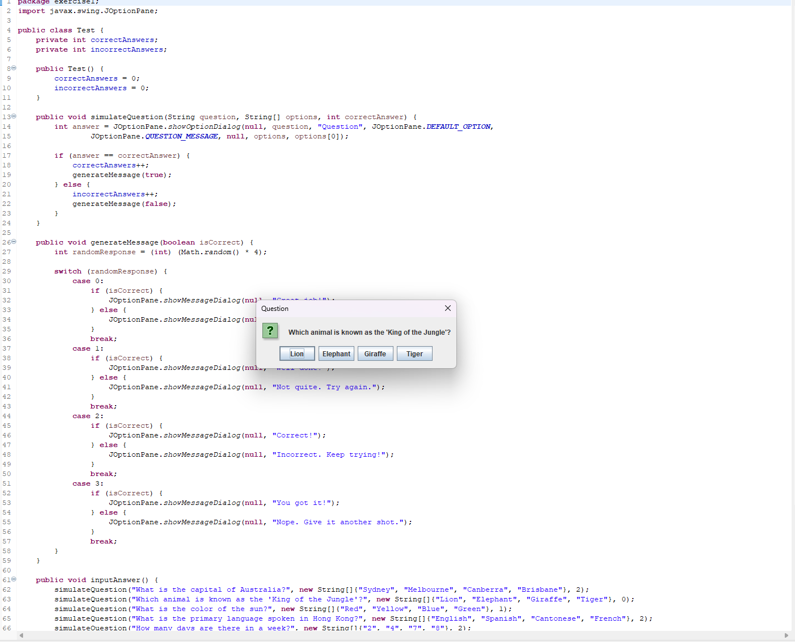 1 package exercise1;
2 import javax.swing.JOptionPane;
3
4 public class Test {
5 private int correctAnswers;
6 private int incorrectAnswers;
7
8 public Test() {
9 correctAnswers = 0;
10 incorrectAnswers = 0;
11 }
12
13 public void simulateQuestion(String question, String[] options, int correctAnswer) {
14 int answer = JOptionPane.showOptionDialog(null, question, "Question", JOptionPane.DEFAULT_OPTION,
15 JOptionPane.QUESTION_MESSAGE, null, options, options[0]);
16
17 if (answer == correctAnswer) {
18 correctAnswers++;
19 generateMessage(true);
20 } else {
21 incorrectAnswers++;
22 generateMessage(false);
23 }
24 }
25
26 public void generateMessage(boolean isCorrect) {
27 int randomResponse = (int) (Math.random() * 4);
28
29 switch (randomResponse) {
30 case 0:
31 if (isCorrect) {
32 JOptionPane.showMessageDialog(null,
33 } else {
34 JOptionPane.showMessageDialog(nu
35 }
36 break;
37 case 1:
38 if (isCorrect) {
39 JOptionPane.showMessageDialog(null,
40 } else {
41 JOptionPane.showMessageDialog(null, "Not quite. Try again.");
42 }
43 break;
44 case 2:
45 if (isCorrect) {
46 JOptionPane.showMessageDialog(null, "Correct!");
47 } else {
48 JOptionPane.showMessageDialog(null, "Incorrect. Keep trying!");
49 }
50 break;
51 case 3:
52 if (isCorrect) {
53 JOptionPane.showMessageDialog(null, "You got it!");
54 } else {
55 JOptionPane.showMessageDialog(null, "Nope. Give it another shot.");
56 }
57 break;
58 }
59 }
60
61 public void inputAnswer() {
62 simulateQuestion("What is the capital of Australia?", new String[]{"Sydney", "Melbourne", "Canberra", "Brisbane"}, 2);
63 simulateQuestion("Which animal is known as the 'King of the Jungle'?", new String[]{"Lion", "Elephant", "Giraffe", "Tiger"}, 0);
64 simulateQuestion("What is the color of the sun?", new String[]{"Red", "Yellow", "Blue", "Green"}, 1);
65 simulateQuestion("What is the primary language spoken in Hong Kong?", new String[]{"English", "Spanish", "Cantonese", "French"}, 2);
66 simulateQuestion("How many days are there in a week?", new String[]{"2", "4", "7", "8"}, 2);
Question
Which animal is known as the 'King of the Jungle'?
Lion Elephant Giraffe Tiger